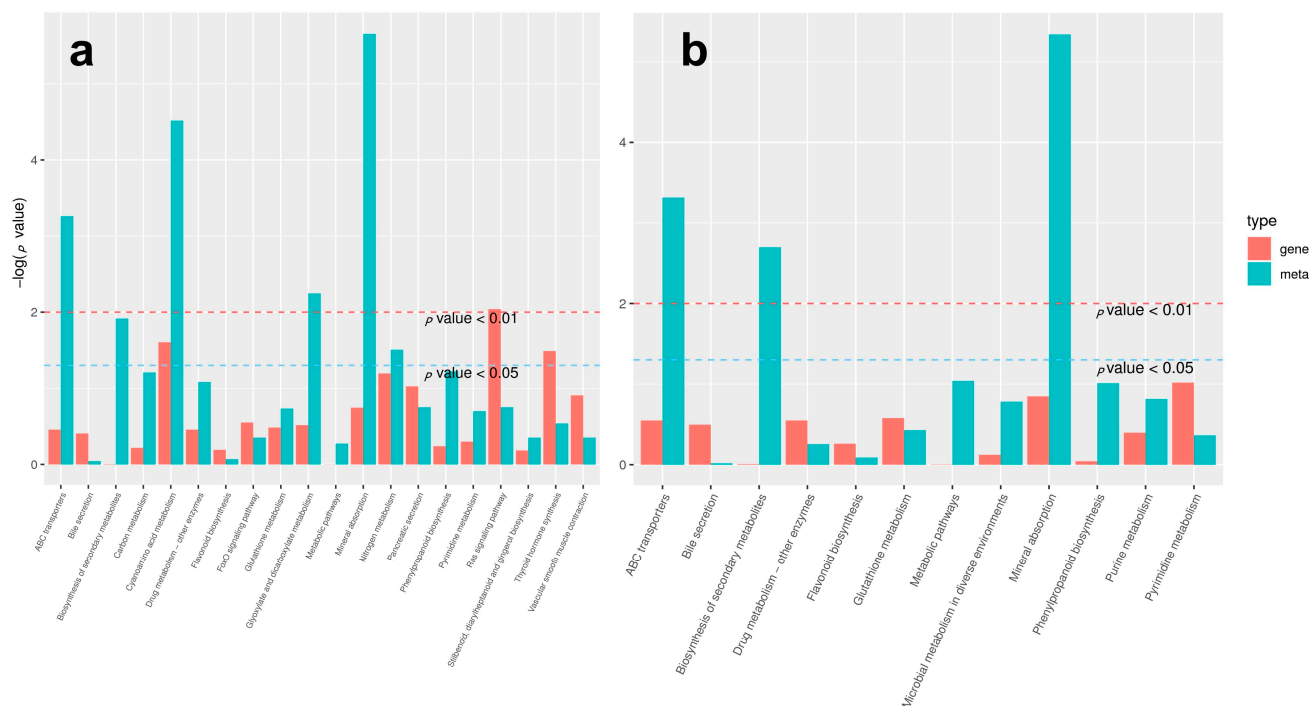 a
b
−log(p value)
4
2
0
p value < 0.01
p value < 0.05
ABC transporters
Bile secretion
Biosynthesis of secondary metabolites
Carbon metabolism
Cyanoamino acid metabolism
Drug metabolism − other enzymes
Flavonoid biosynthesis
FoxO signaling pathway
Glutathione metabolism
Glyoxylate and dicarboxylate metabolism
Metabolic pathways
Mineral absorption
Nitrogen metabolism
Pancreatic secretion
Phenylpropanoid biosynthesis
Pyrimidine metabolism
Ras signaling pathway
Stilbenoid, diarylheptanoid and gingerol biosynthesis
Thyroid hormone synthesis
Vascular smooth muscle contraction
4
2
0
p value < 0.01
p value < 0.05
ABC transporters
Bile secretion
Biosynthesis of secondary metabolites
Drug metabolism − other enzymes
Flavonoid biosynthesis
Glutathione metabolism
Metabolic pathways
Microbial metabolism in diverse environments
Mineral absorption
Phenylpropanoid biosynthesis
Purine metabolism
Pyrimidine metabolism
type
gene
meta